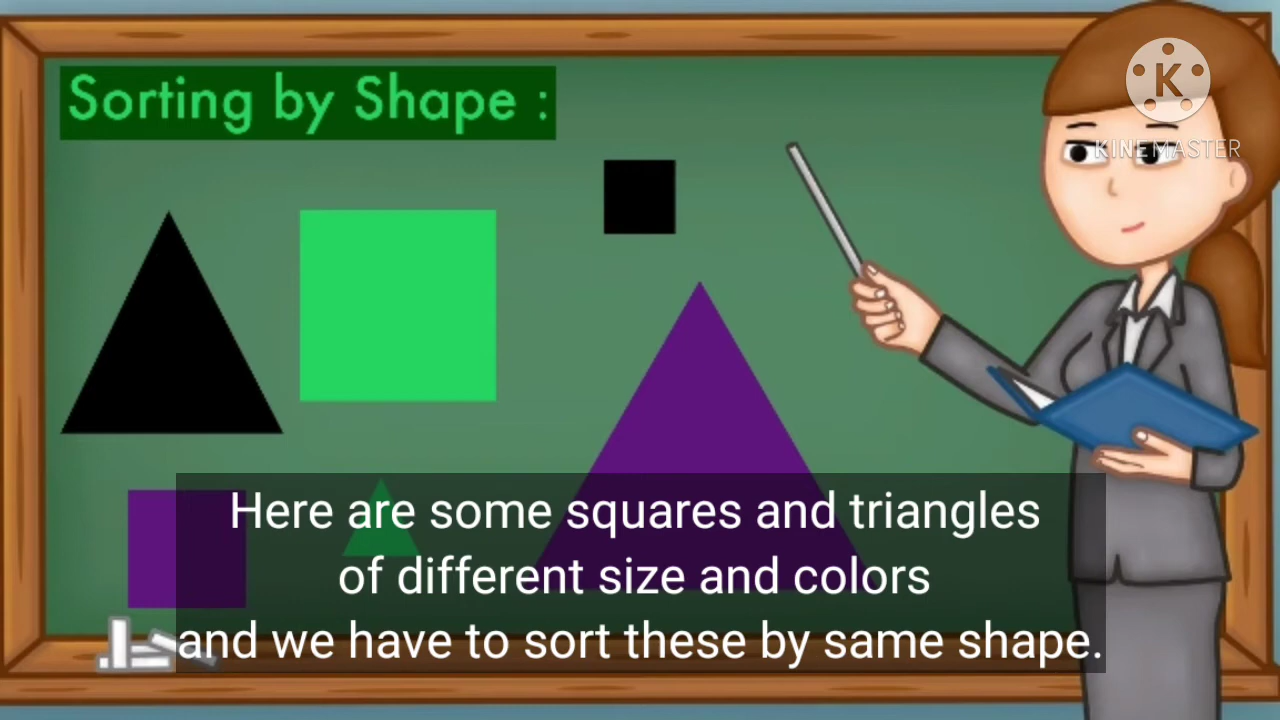 Sorting by Shape :
K
KINEMASTER
Here are some squares and triangles
of different size and colors
and we have to sort these by same shape.